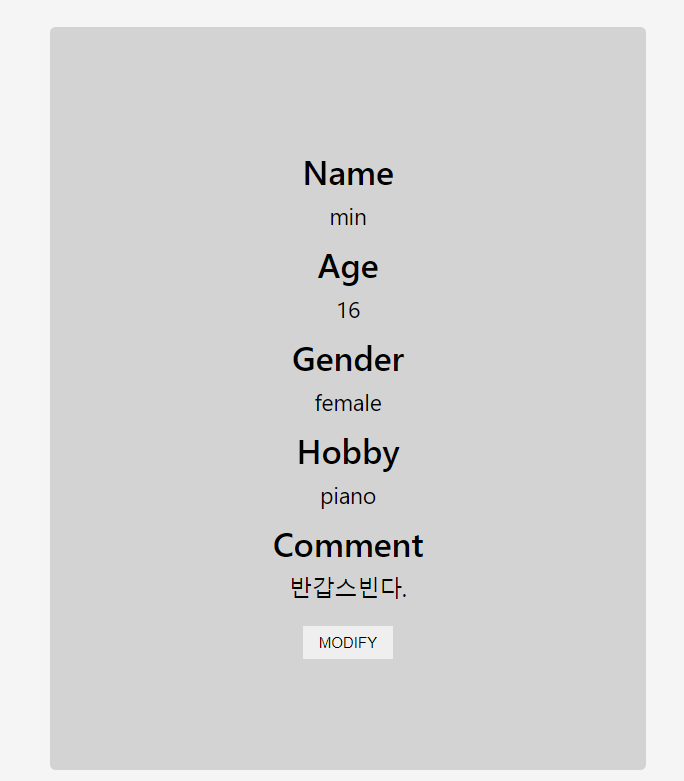 Name
min
Age
16
Gender
female
Hobby
piano
Comment
반갑스빈다.
MODIFY